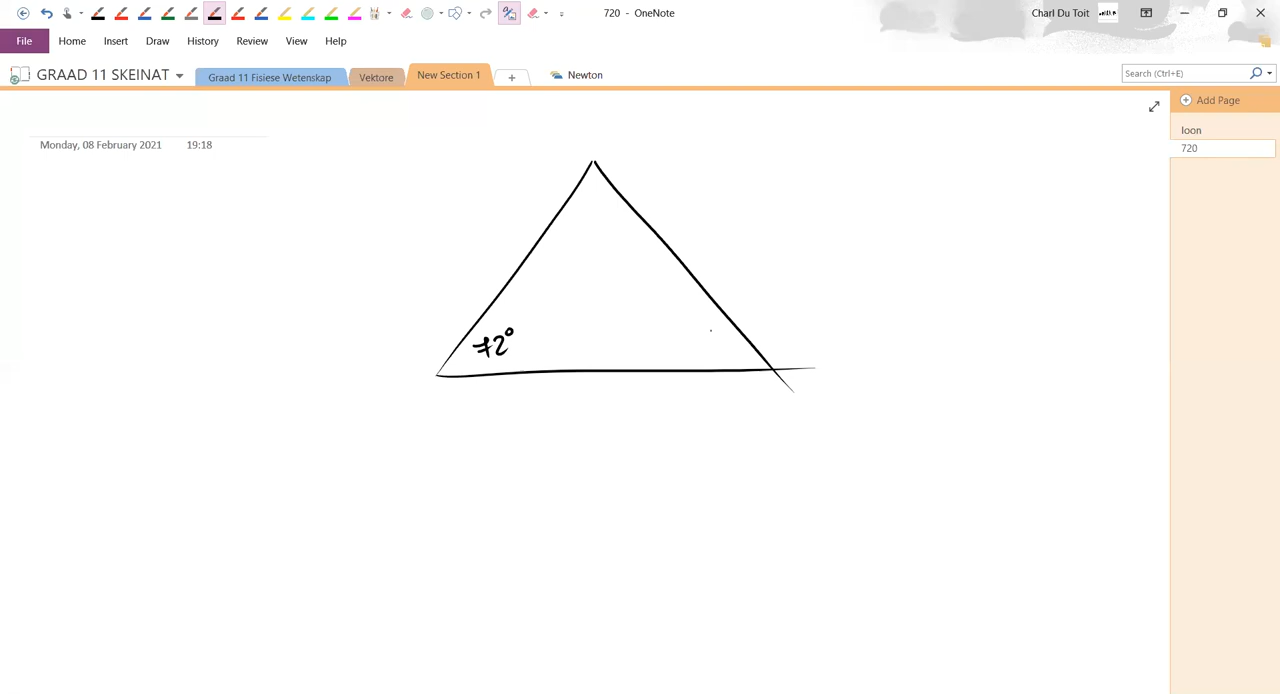 720 - OneNote
Charl Du Toit
File Home Insert Draw History Review View Help
GRAAD 11 SKEINAT
Graad 11 Fisiese Wetenskap
Vektore
New Section 1
Newton
Search (Ctrl+E)
Add Page
loon
720
Monday, 08 February 2021 19:18
72°